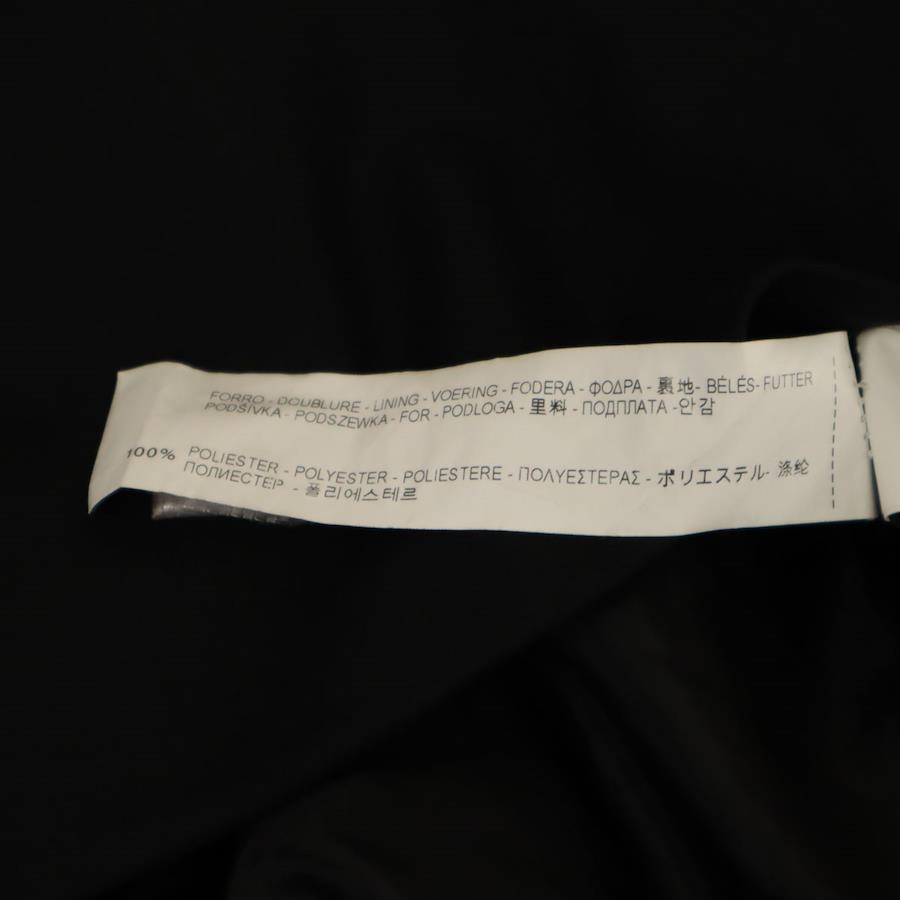 FORRO - DOUBLURE - LINING - VOERING - FODERA - ΦΟΔΡΑ - 裏地- BÉLÉS- FUTTER
PODŠÍVKA - PODSZEWKA - FOR - PODLOGA - 里料 - ПОДПЛАТА -안감
100% POLIESTER - POLYESTER - POLIESTERE - ΠΟΛΥΕΣΤΕΡΑΣ - ポリエステル- 涤纶
ПОЛИЕСТЕР - 폴리에스테르